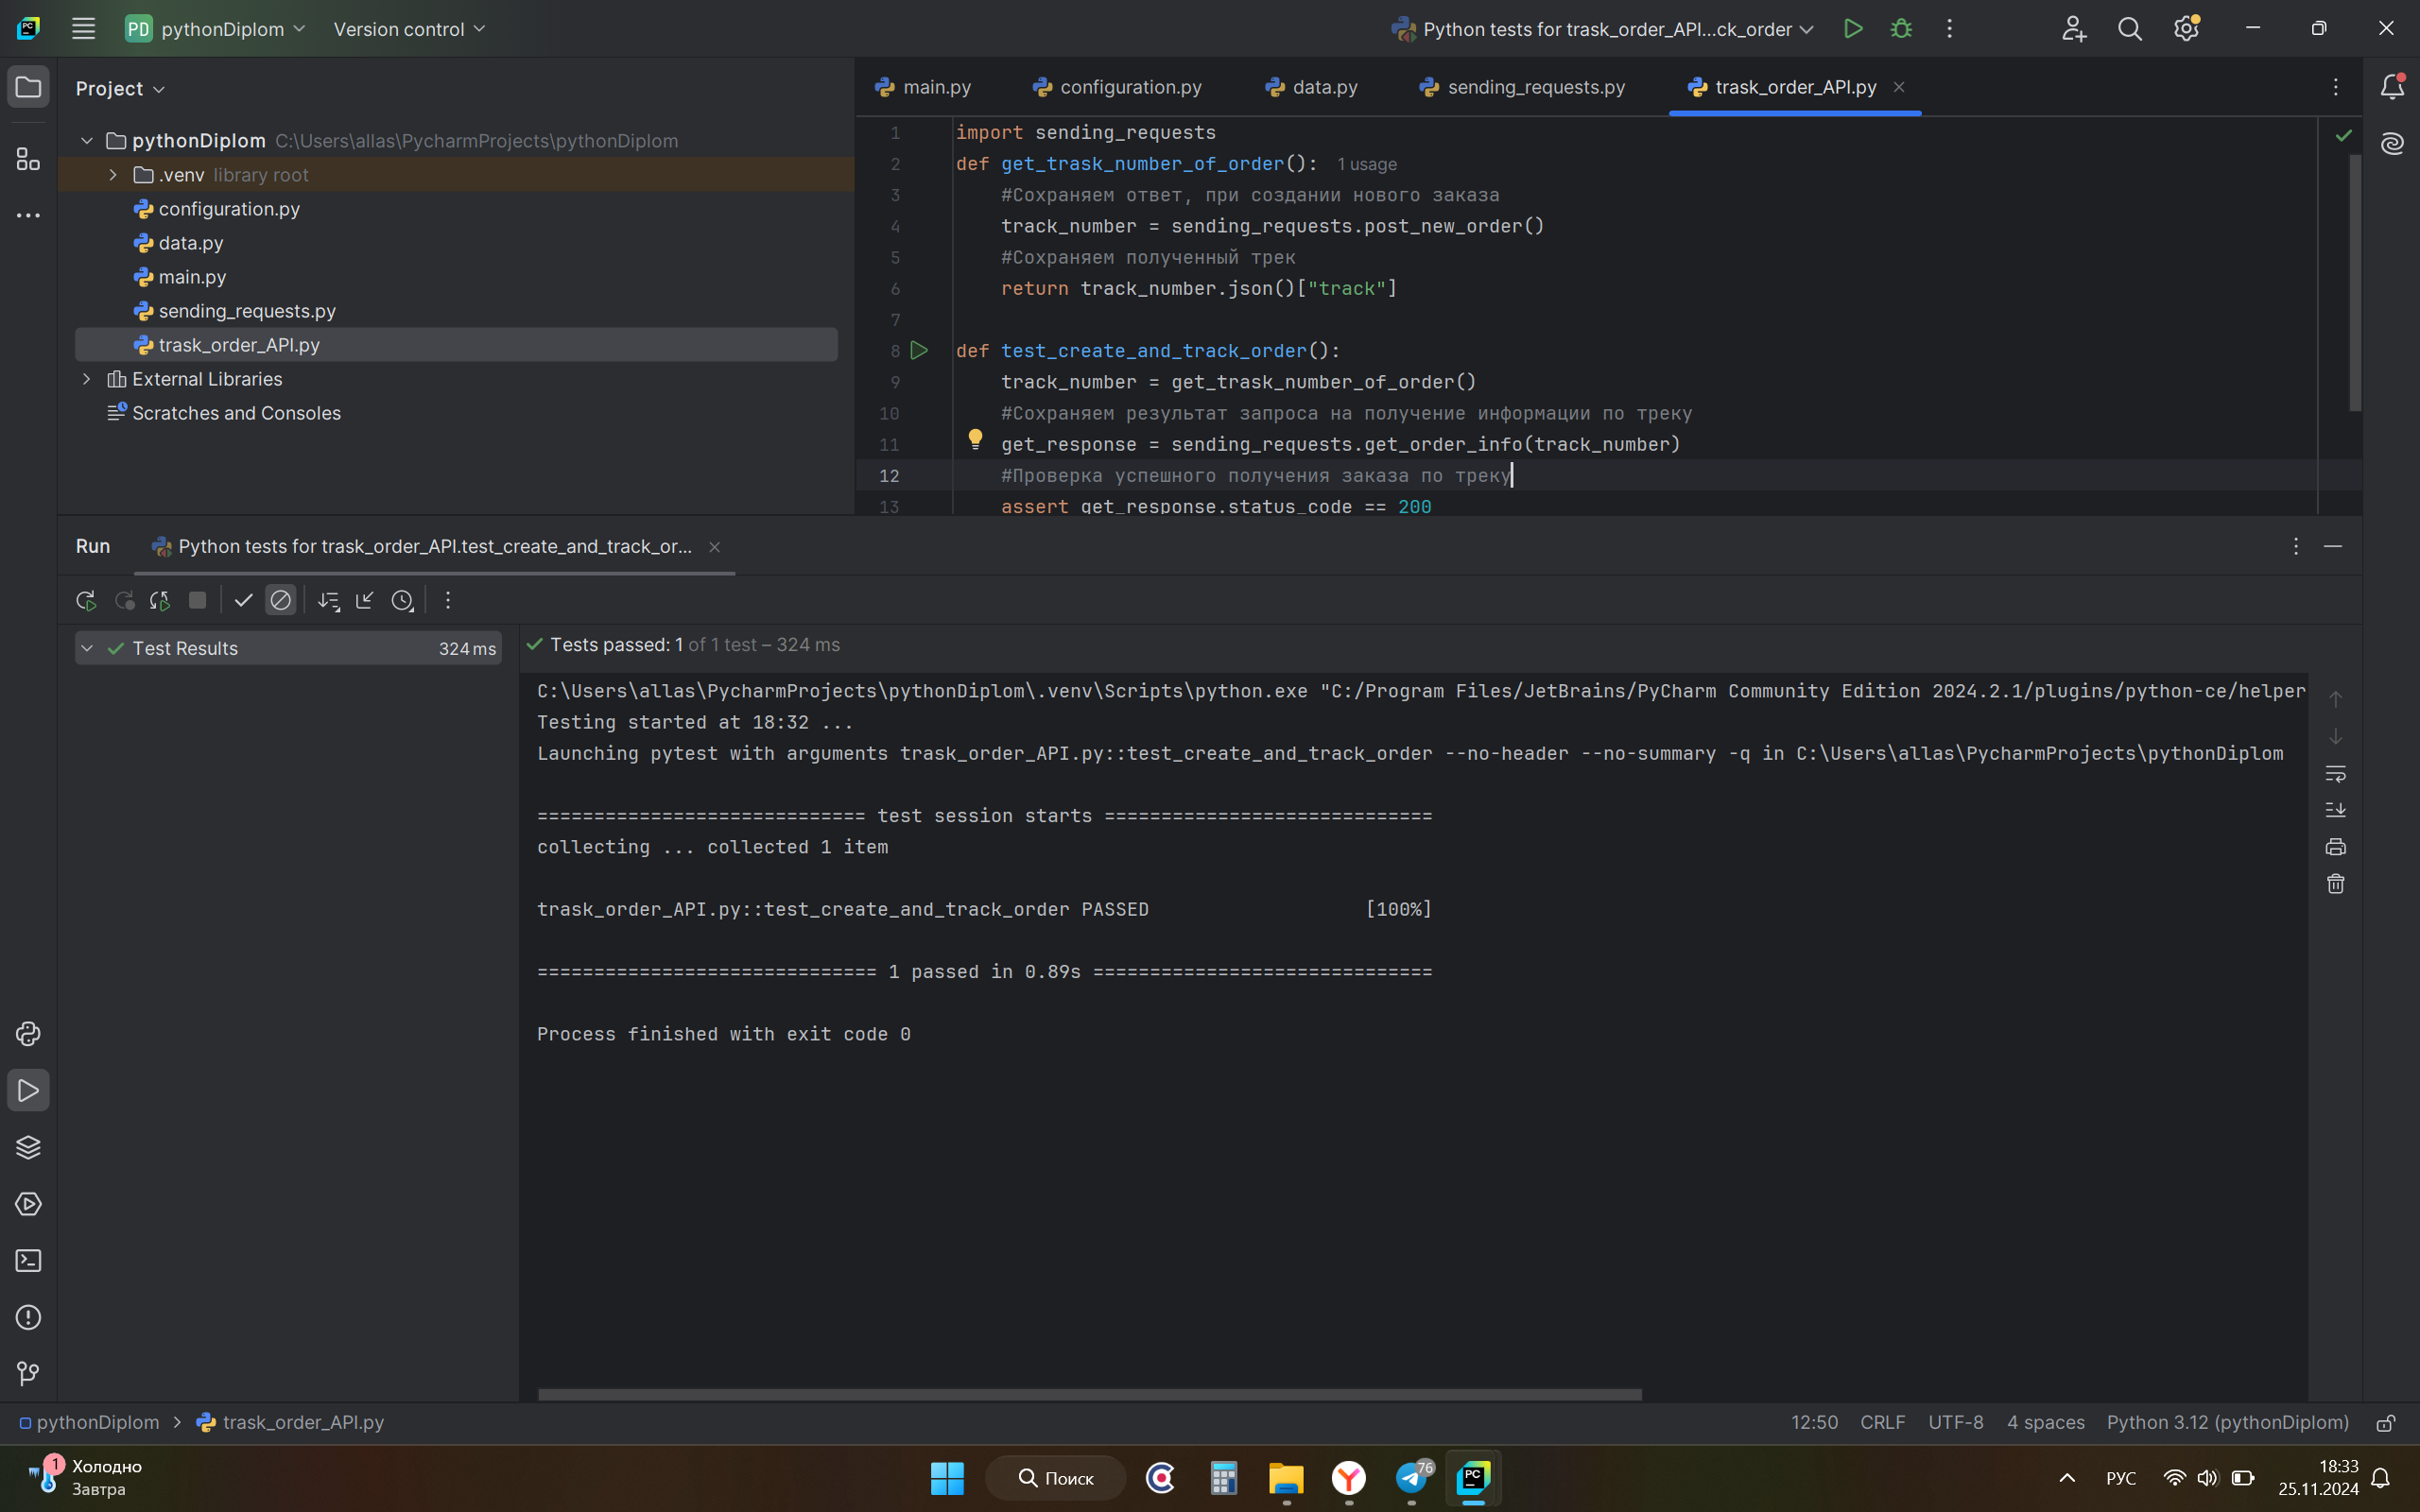 PD pythonDiplom Version control Python tests for trask_order_API...ck_order
Project
pythonDiplom C:\Users\allas\PycharmProjects\pythonDiplom
.venv library root
configuration.py
data.py
main.py
sending_requests.py
trask_order_API.py
External Libraries
Scratches and Consoles
main.py configuration.py data.py sending_requests.py trask_order_API.py
1 import sending_requests
2 def get_trask_number_of_order(): 1 usage
3 #Сохраняем ответ, при создании нового заказа
4 track_number = sending_requests.post_new_order()
5 #Сохраняем полученный трек
6 return track_number.json()["track"]
7
8 def test_create_and_track_order():
9 track_number = get_trask_number_of_order()
10 #Сохраняем результат запроса на получение информации по треку
11 get_response = sending_requests.get_order_info(track_number)
12 #Проверка успешного получения заказа по треку
13 assert get_response.status_code == 200
Run Python tests for trask_order_API.test_create_and_track_or...
Test Results 324 ms
Tests passed: 1 of 1 test – 324 ms
C:\Users\allas\PycharmProjects\pythonDiplom\.venv\Scripts\python.exe "C:/Program Files/JetBrains/PyCharm Community Edition 2024.2.1/plugins/python-ce/helper
Testing started at 18:32 ...
Launching pytest with arguments trask_order_API.py::test_create_and_track_order --no-header --no-summary -q in C:\Users\allas\PycharmProjects\pythonDiplom
============================= test session starts =============================
collecting ... collected 1 item
trask_order_API.py::test_create_and_track_order PASSED [100%]
============================== 1 passed in 0.89s ==============================
Process finished with exit code 0
pythonDiplom > trask_order_API.py 12:50 CRLF UTF-8 4 spaces Python 3.12 (pythonDiplom)
1
Холодно
Завтра
Поиск
76
РУС
18:33
25.11.2024